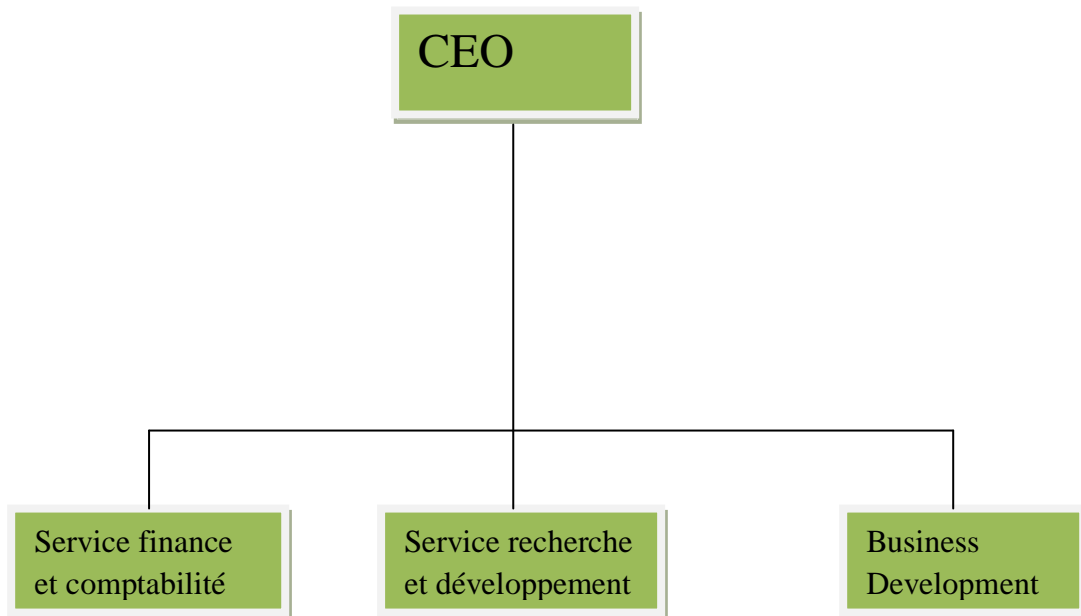 CEO
Service finance
et comptabilité
Service recherche
et développement
Business
Development